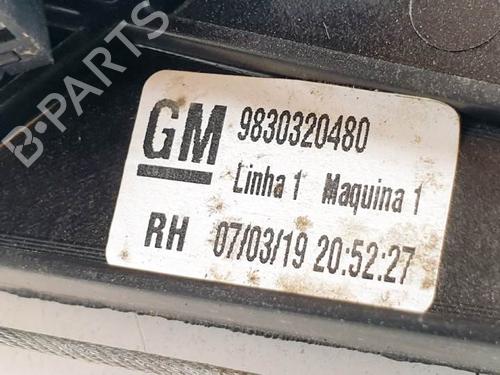 B·PARTS
GM 9830320480
Linha 1 Maquina 1
RH 07/03/19 20:52:27